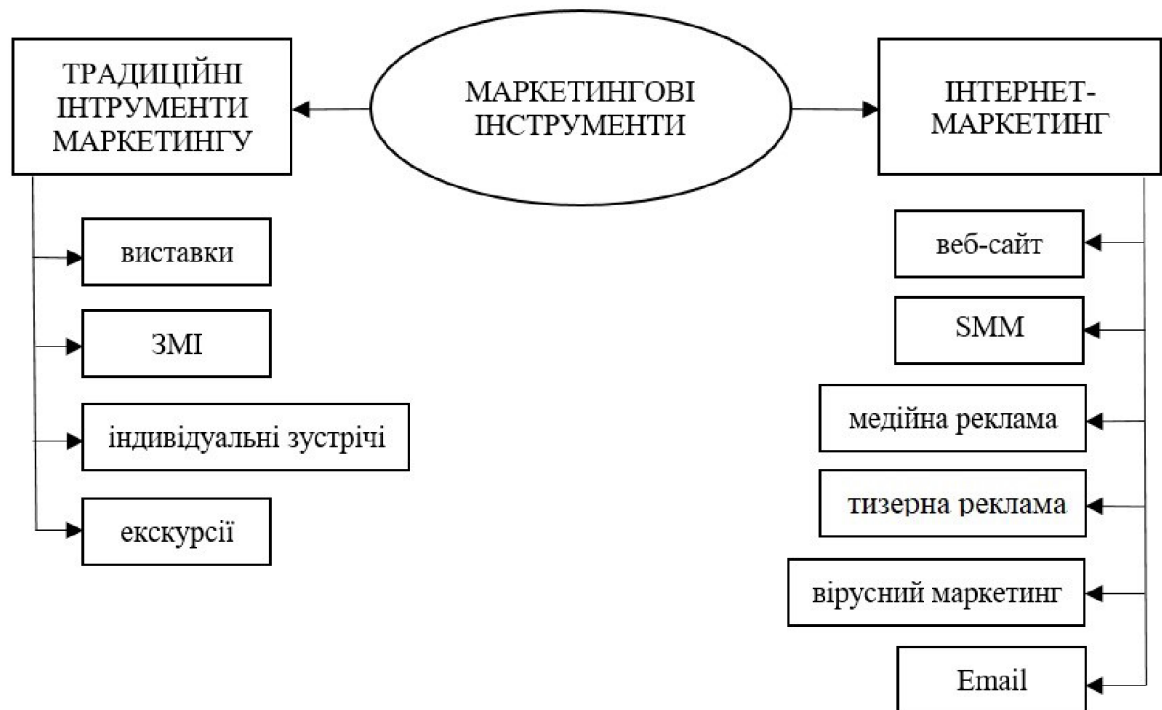 ТРАДИЦІЙНІ
ІНТРУМЕНТИ
МАРКЕТИНГУ
МАРКЕТИНГОВІ
ІНСТРУМЕНТИ
ІНТЕРНЕТ-
МАРКЕТИНГ
виставки
ЗМІ
індивідуальні зустрічі
екскурсії
веб-сайт
SMM
медійна реклама
тизерна реклама
вірусний маркетинг
Email